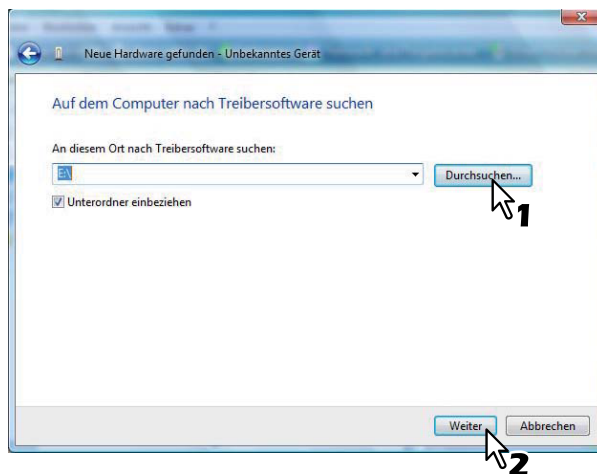 Neue Hardware gefunden - Unbekanntes Gerät
Auf dem Computer nach Treibersoftware suchen
An diesem Ort nach Treibersoftware suchen:
E:\
Durchsuchen...
1
Unterordner einbeziehen
Weiter
Abbrechen
2